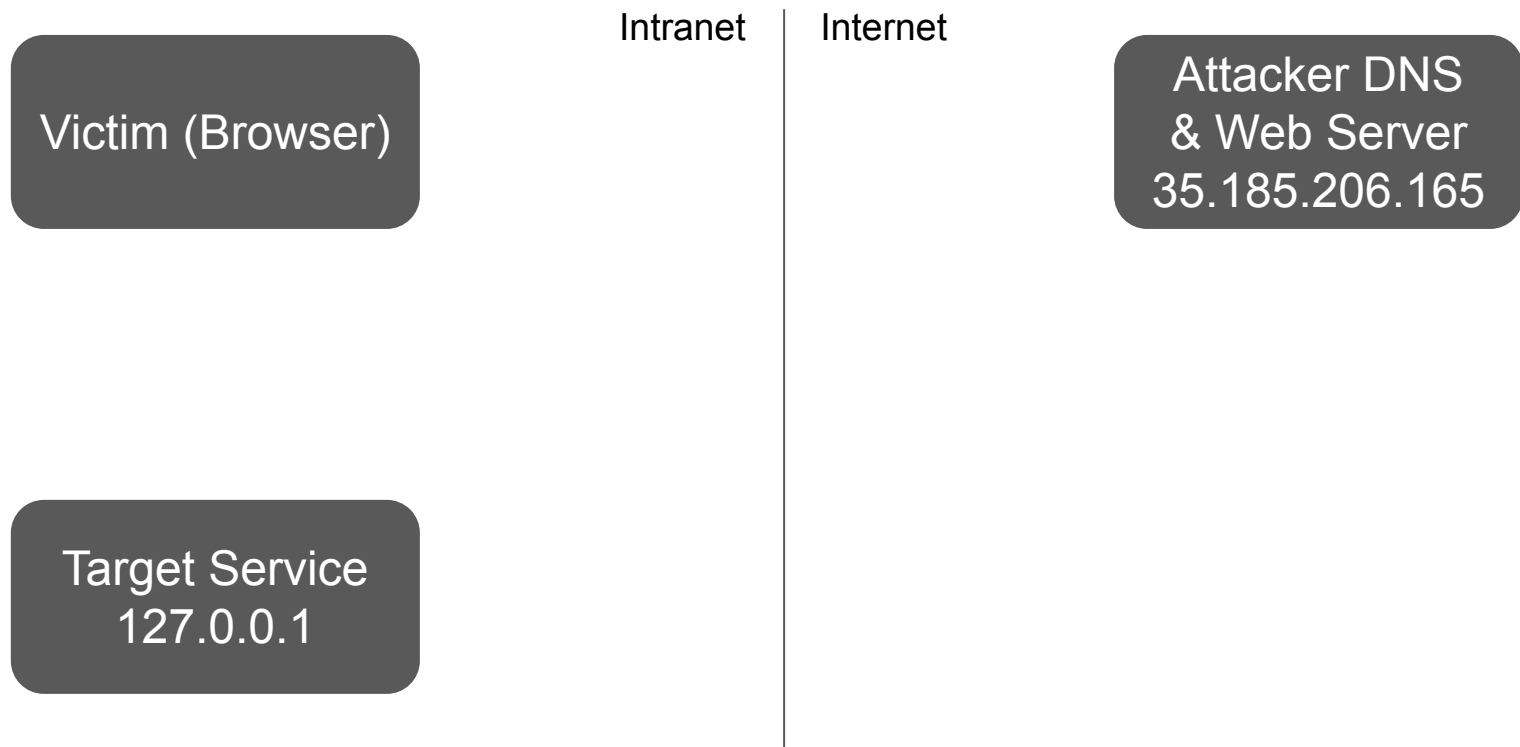 Intranet
Internet
Victim (Browser)
Attacker DNS
& Web Server
35.185.206.165
Target Service
127.0.0.1